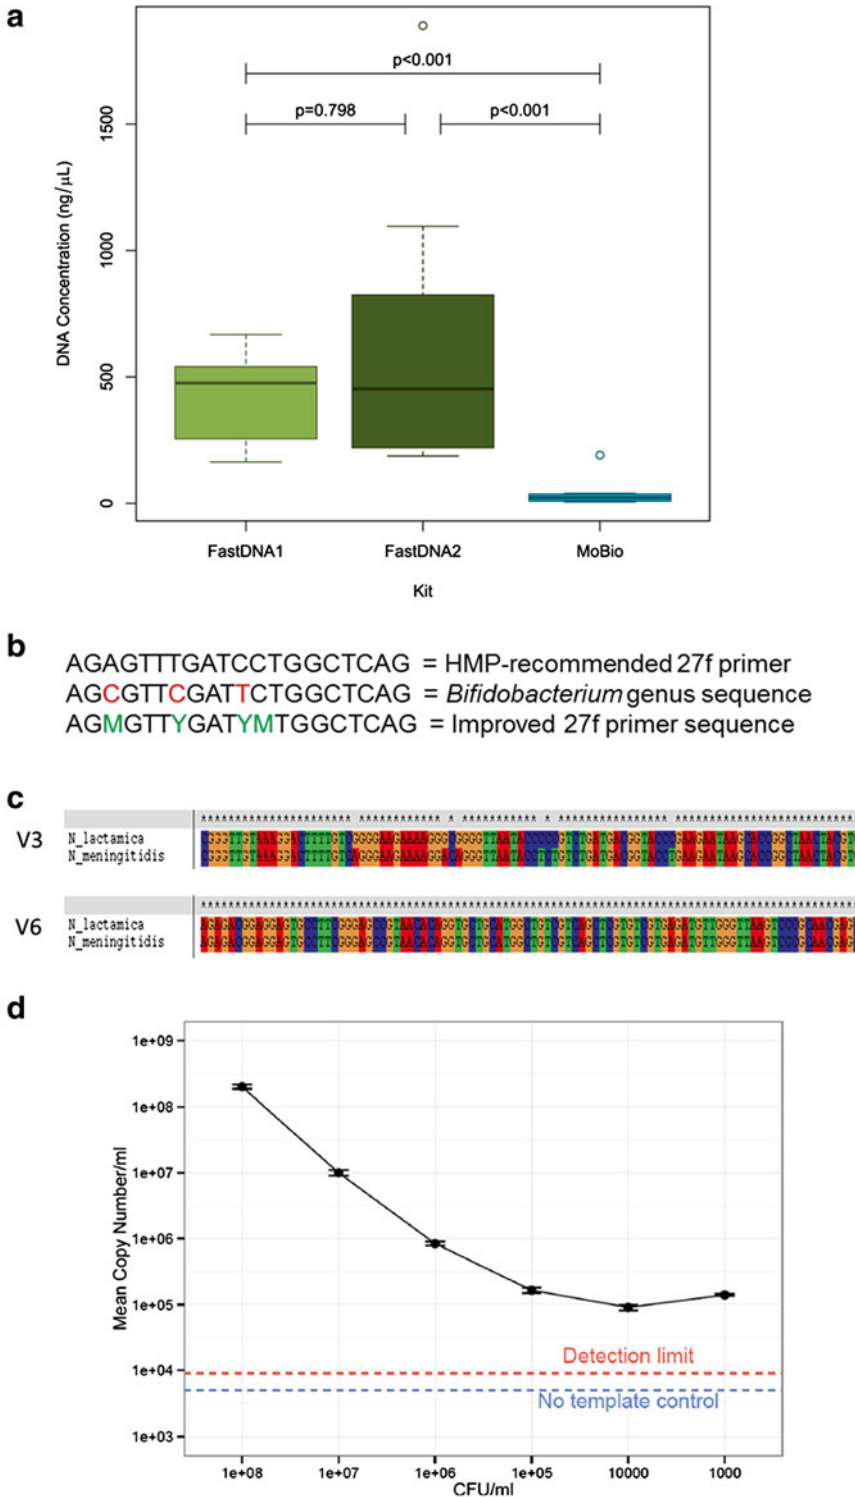 a
p<0.001
p=0.798
p<0.001
DNA Concentration (ng/µL)
1500
1000
500
0
FastDNA1 FastDNA2 MoBio
Kit
b
AGAGTTTGATCCTGGCTCAG = HMP-recommended 27f primer
AGCGTTCGATTCTGGCTCAG = Bifidobacterium genus sequence
AGMGTTYGATYMTGGCTCAG = Improved 27f primer sequence
c
V3
N_lactamica
N_meningitidis
V6
N_lactamica
N_meningitidis
d
Mean Copy Number/ml
1e+09
1e+08
1e+07
1e+06
1e+05
1e+04
1e+03
Detection limit
No template control
1e+08 1e+07 1e+06 1e+05 10000 1000
CFU/ml